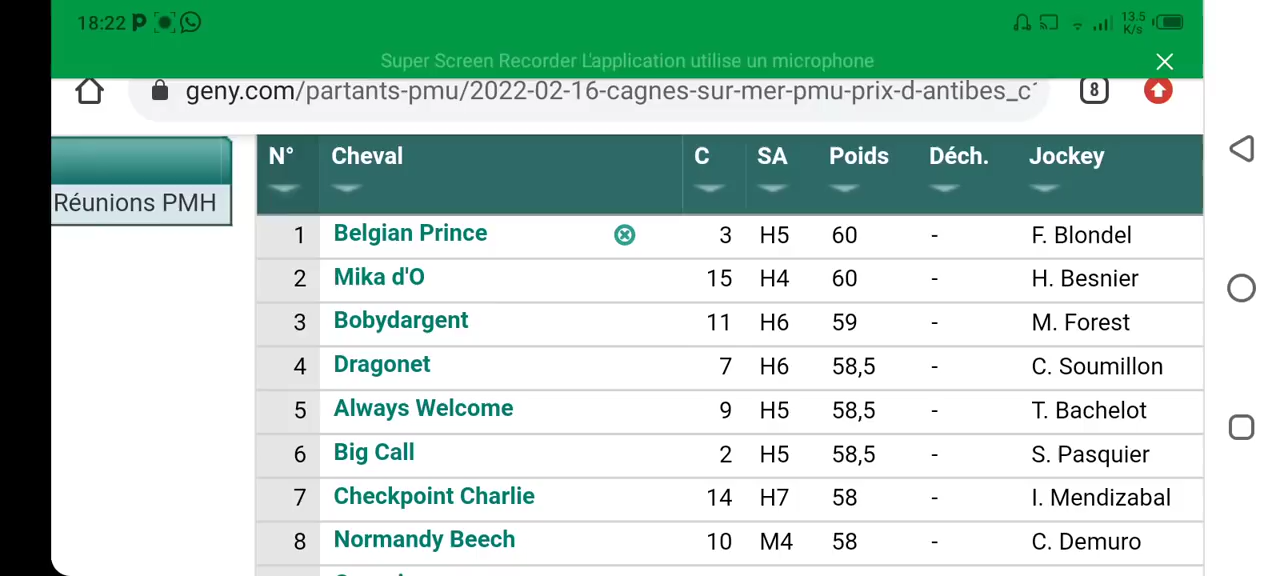 18:22 P 13.5 K/s
Super Screen Recorder L'application utilise un microphone
geny.com/partants-pmu/2022-02-16-cagnes-sur-mer-pmu-prix-d-antibes_c 8
Réunions PMH
N° Cheval C SA Poids Déch. Jockey
1 Belgian Prince 3 H5 60 - F. Blondel
2 Mika d'O 15 H4 60 - H. Besnier
3 Bobydargent 11 H6 59 - M. Forest
4 Dragonet 7 H6 58,5 - C. Soumillon
5 Always Welcome 9 H5 58,5 - T. Bachelot
6 Big Call 2 H5 58,5 - S. Pasquier
7 Checkpoint Charlie 14 H7 58 - I. Mendizabal
8 Normandy Beech 10 M4 58 - C. Demuro